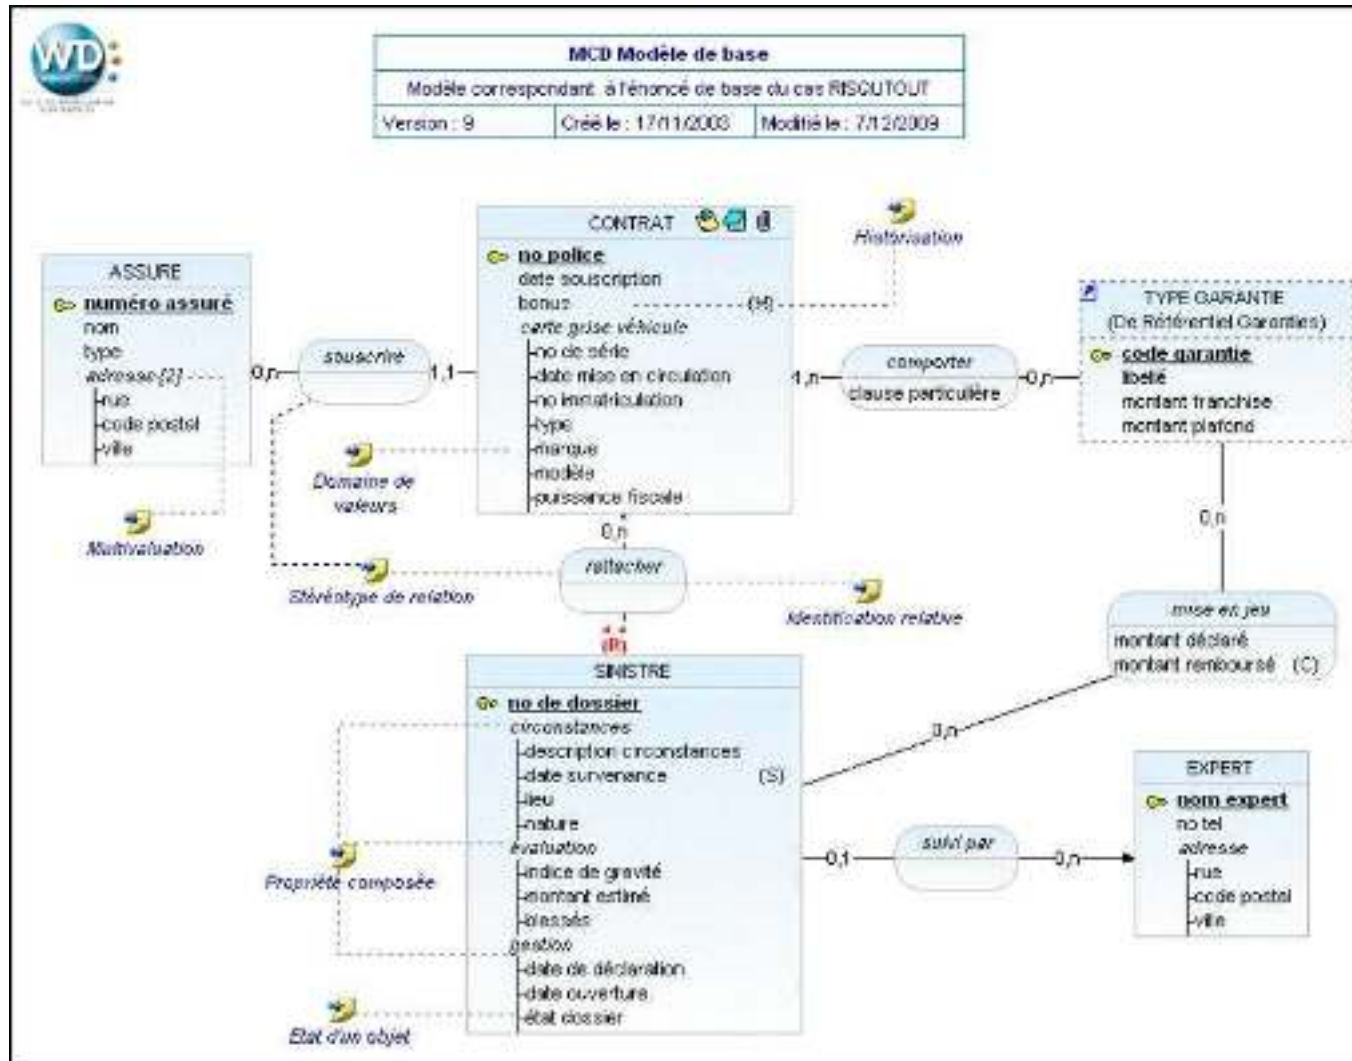 WD
MCD Modèle de base
Modèle correspondant à l'énoncé de base du cas RISQUTOUT
Version : 9
Créé le : 17/11/2003
Modifié le : 7/12/2009
ASSURE
numéro assuré
nom
type
adresse[2]
rue
code postal
ville
Multivaluation
0,n
souscrire
1,1
CONTRAT
no police
date souscription
bonus (H)
carte grise véhicule
no de série
date mise en circulation
no immatriculation
type
marque
modèle
puissance fiscale
Historisation
Domaine de
valeurs
1,n
comporter
clause particulière
0,n
TYPE GARANTIE
(De Référentiel Garanties)
code garantie
libellé
montant franchise
montant plafond
0,n
rattacher
Stéréotype de relation
Identification relative
(R)
0,n
mise en jeu
montant déclaré
montant remboursé (C)
0,n
SINISTRE
no de dossier
circonstances
description circonstances
date survenance (S)
lieu
nature
évaluation
indice de gravité
montant estimé
blessés
gestion
date de déclaration
date ouverture
état dossier
Propriété composée
Etat d'un objet
0,1
suivi par
0,n
EXPERT
nom expert
no tel
adresse
rue
code postal
ville